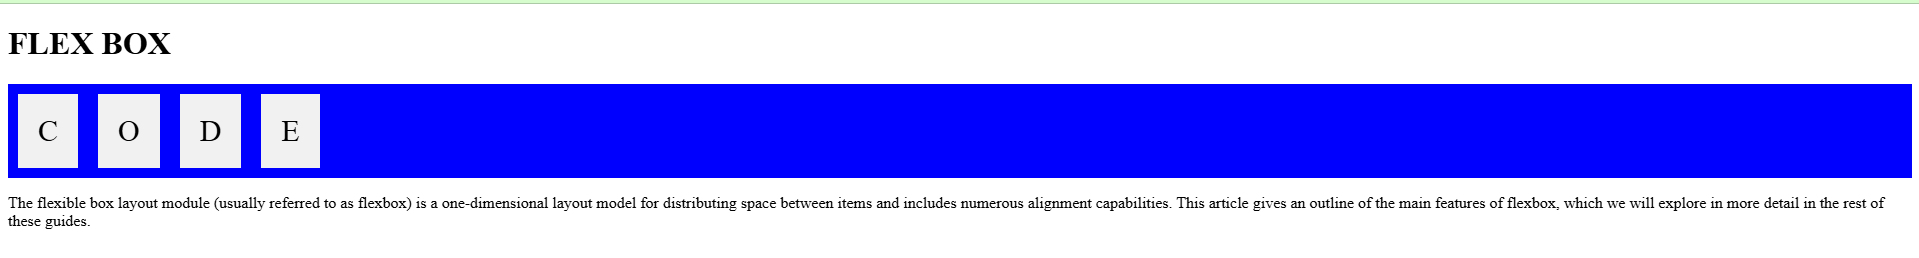 FLEX BOX
C O D E
The flexible box layout module (usually referred to as flexbox) is a one-dimensional layout model for distributing space between items and includes numerous alignment capabilities. This article gives an outline of the main features of flexbox, which we will explore in more detail in the rest of
these guides.